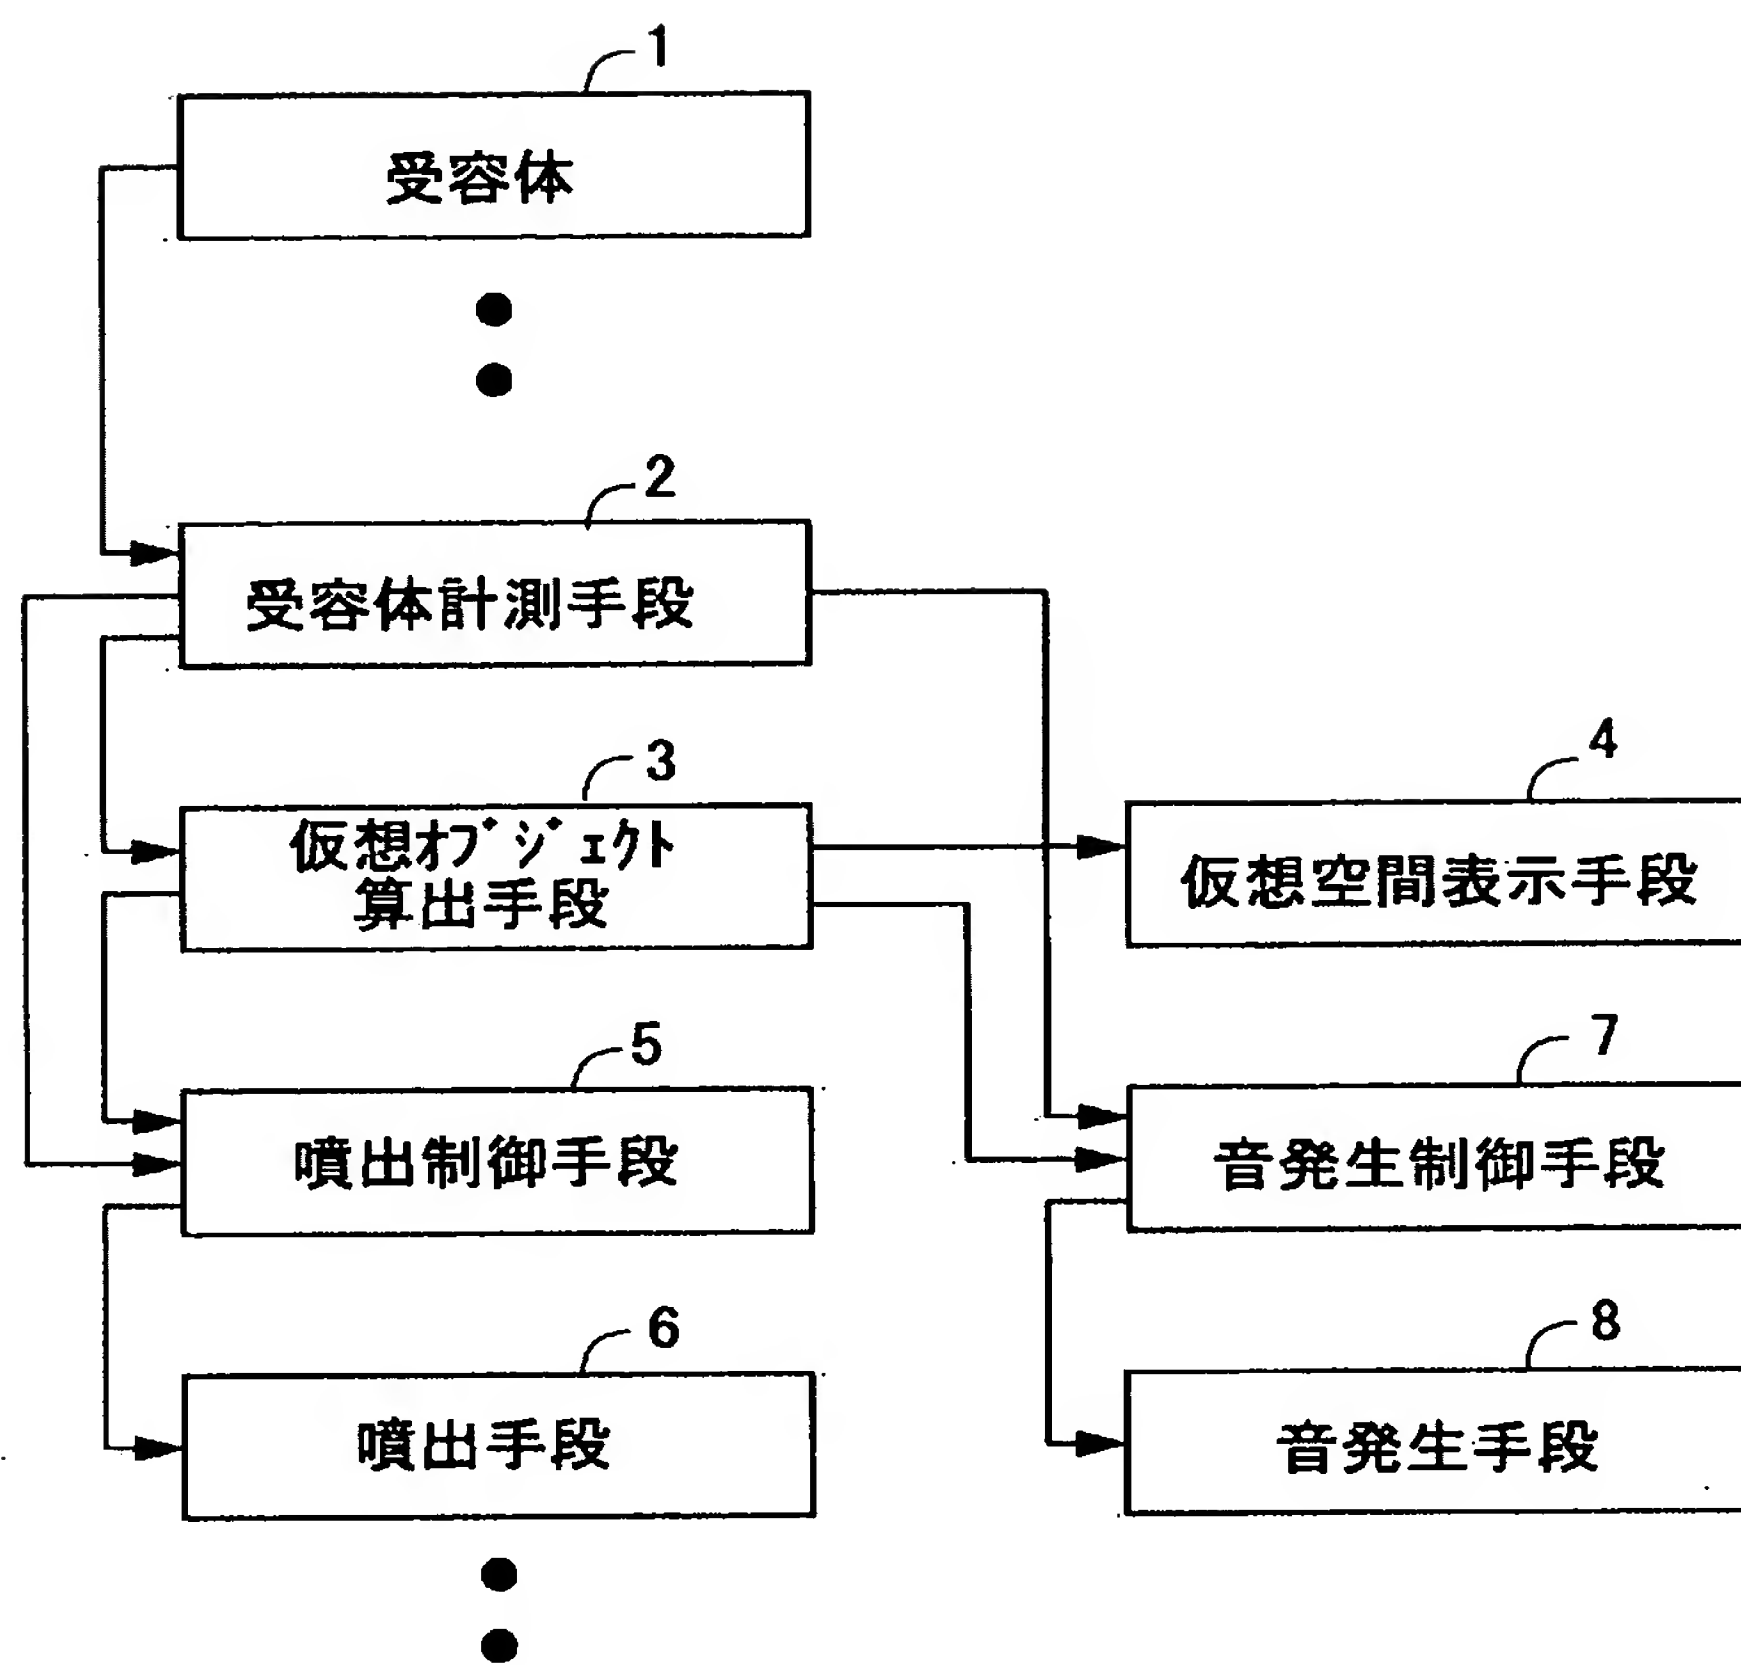 1
受容体
2
受容体計測手段
3
仮想ｵﾌﾞｼﾞｪｸﾄ
算出手段
4
仮想空間表示手段
5
噴出制御手段
7
音発生制御手段
6
噴出手段
8
音発生手段